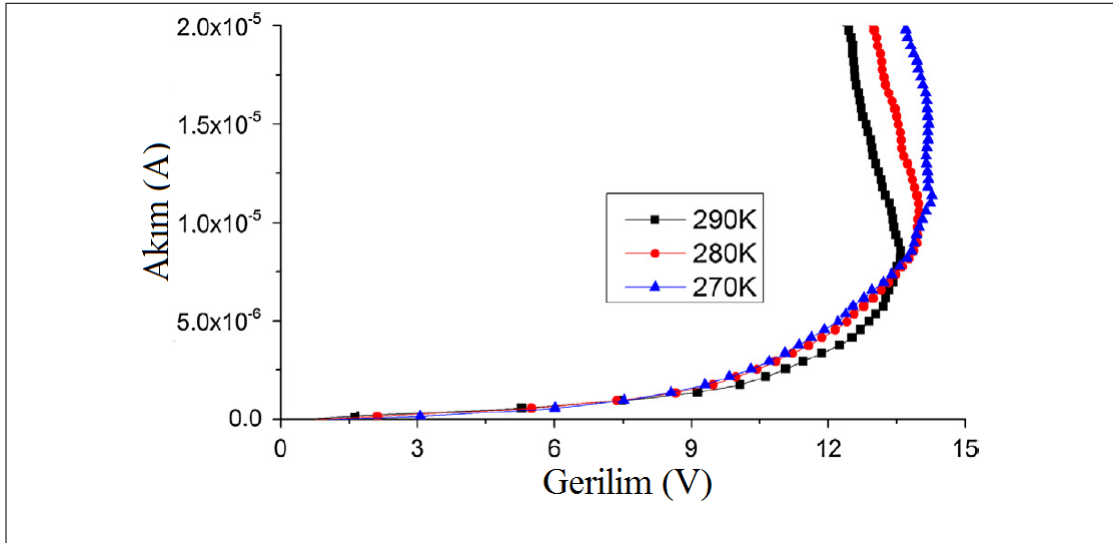 2.0x10⁻⁵
1.5x10⁻⁵
1.0x10⁻⁵
5.0x10⁻⁶
0.0
Akım (A)
290K
280K
270K
0 3 6 9 12 15
Gerilim (V)